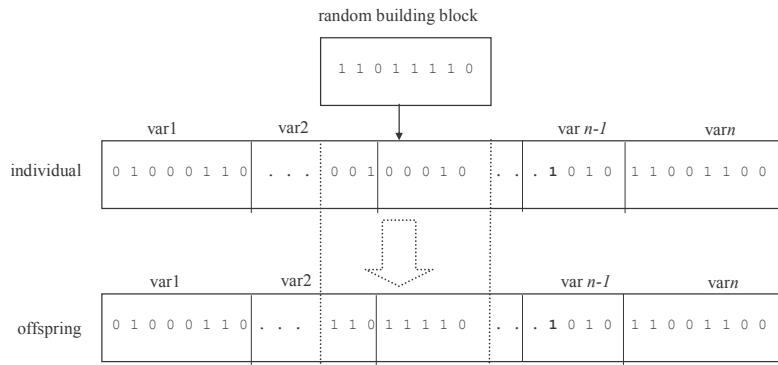 random building block
1 1 0 1 1 1 1 0
var1 var2 var n-1 varn
individual 0 1 0 0 0 1 1 0 . . . 0 0 1 0 0 0 1 0 . . . 1 0 1 0 1 1 0 0 1 1 0 0
var1 var2 var n-1 varn
offspring 0 1 0 0 0 1 1 0 . . . 1 1 0 1 1 1 1 0 . . . 1 0 1 0 1 1 0 0 1 1 0 0